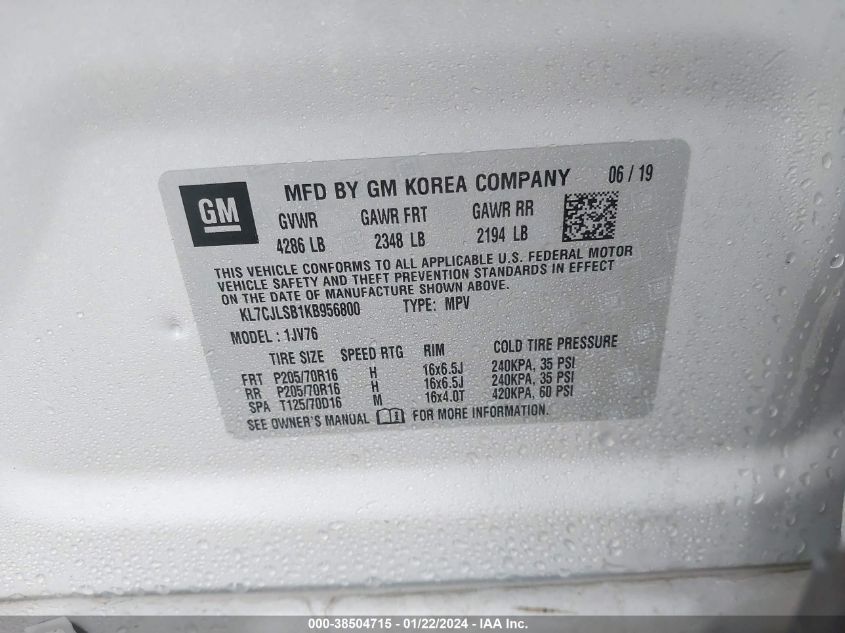 GM
MFD BY GM KOREA COMPANY 06 / 19
GVWR GAWR FRT GAWR RR
4286 LB 2348 LB 2194 LB
THIS VEHICLE CONFORMS TO ALL APPLICABLE U.S. FEDERAL MOTOR
VEHICLE SAFETY AND THEFT PREVENTION STANDARDS IN EFFECT
ON THE DATE OF MANUFACTURE SHOWN ABOVE.
KL7CJLSB1KB956800 TYPE: MPV
MODEL : 1JV76
TIRE SIZE SPEED RTG RIM COLD TIRE PRESSURE
FRT P205/70R16 H 16x6.5J 240KPA, 35 PSI
RR P205/70R16 H 16x6.5J 240KPA, 35 PSI
SPA T125/70D16 M 16x4.0T 420KPA, 60 PSI
SEE OWNER'S MANUAL FOR MORE INFORMATION.
000-38504715 - 01/22/2024 - IAA Inc.